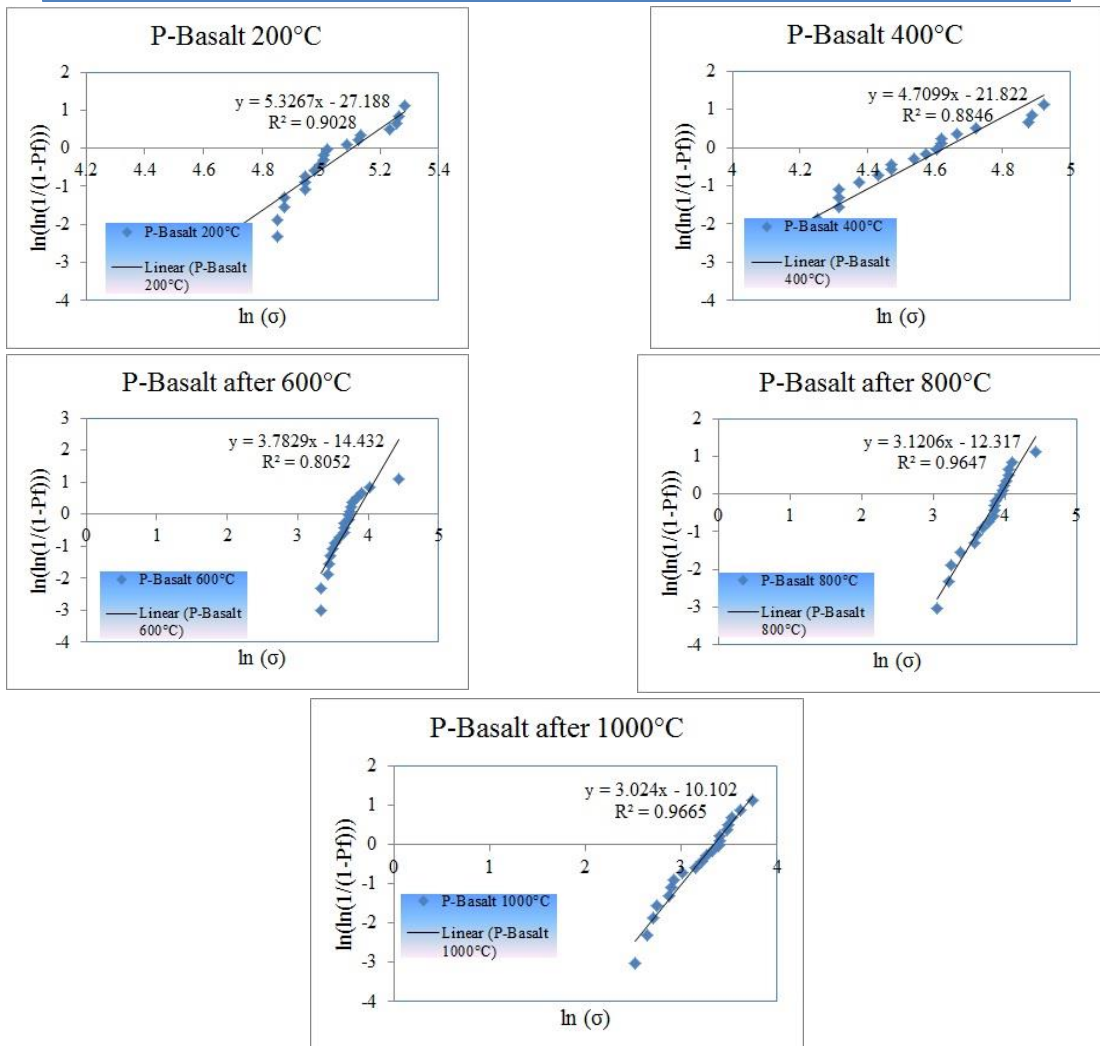 P-Basalt 200°C
2
1
0
-1
-2
-3
-4
4.2
4.4
4.6
4.8
5
5.2
5.4
y = 5.3267x - 27.188
R² = 0.9028
ln(ln(1/(1-Pf)))
P-Basalt 200°C
Linear (P-Basalt
200°C)
ln (σ)
P-Basalt 400°C
2
1
0
-1
-2
-3
-4
4
4.2
4.4
4.6
4.8
5
y = 4.7099x - 21.822
R² = 0.8846
ln(ln(1/(1-Pf)))
P-Basalt 400°C
Linear (P-Basalt
400°C)
ln (σ)
P-Basalt after 600°C
3
2
1
0
-1
-2
-3
-4
0
1
2
3
4
5
y = 3.7829x - 14.432
R² = 0.8052
ln(ln(1/(1-Pf)))
P-Basalt 600°C
Linear (P-Basalt
600°C)
ln (σ)
P-Basalt after 800°C
2
1
0
-1
-2
-3
-4
0
1
2
3
4
5
y = 3.1206x - 12.317
R² = 0.9647
ln(ln(1/(1-Pf)))
P-Basalt 800°C
Linear (P-Basalt
800°C)
ln (σ)
P-Basalt after 1000°C
2
1
0
-1
-2
-3
-4
0
1
2
3
4
y = 3.024x - 10.102
R² = 0.9665
ln(ln(1/(1-Pf)))
P-Basalt 1000°C
Linear (P-Basalt
1000°C)
ln (σ)